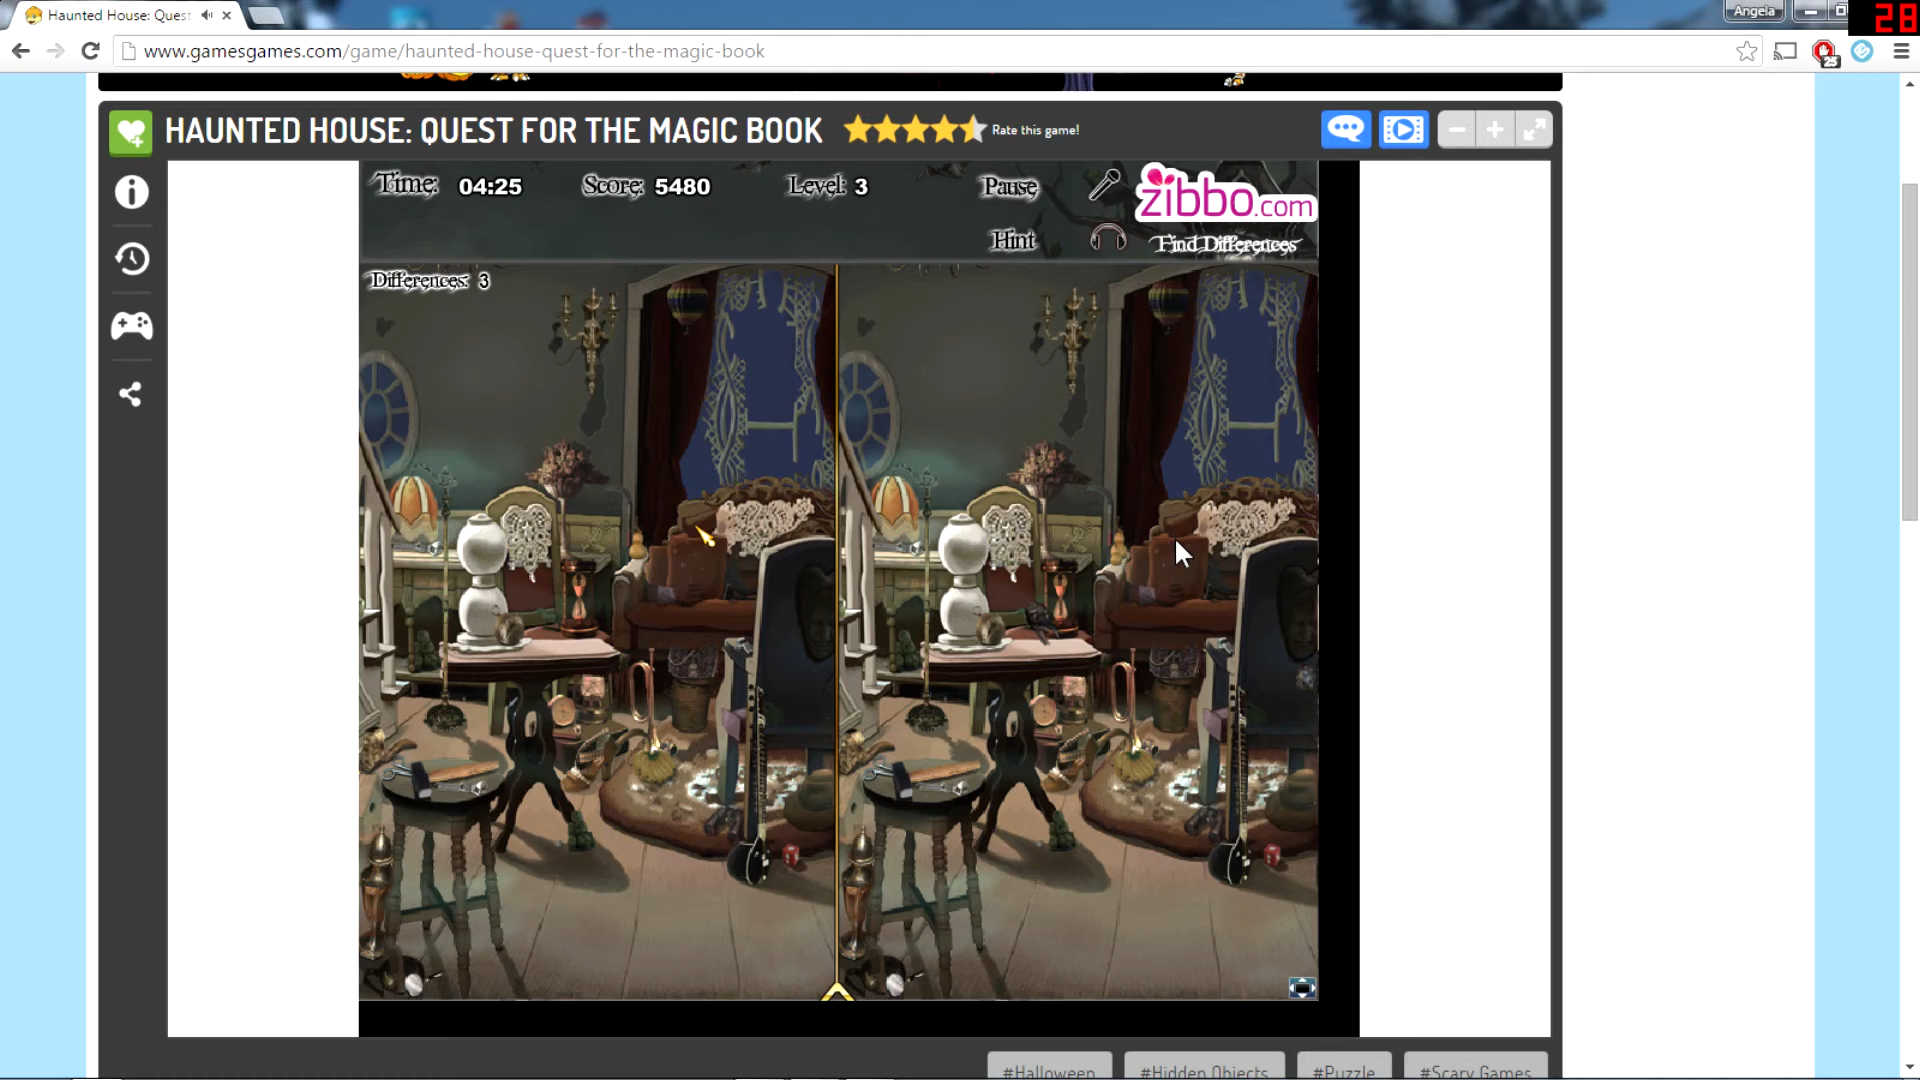 Haunted House: Quest
Angela
28
www.gamesgames.com/game/haunted-house-quest-for-the-magic-book
25
HAUNTED HOUSE: QUEST FOR THE MAGIC BOOK
Rate this game!
Time: 04:25
Score: 5480
Level: 3
Pause
zibbo.com
Hint
Find Differences
Differences: 3
#Halloween
#Hidden Objects
#Puzzle
#Scary Games